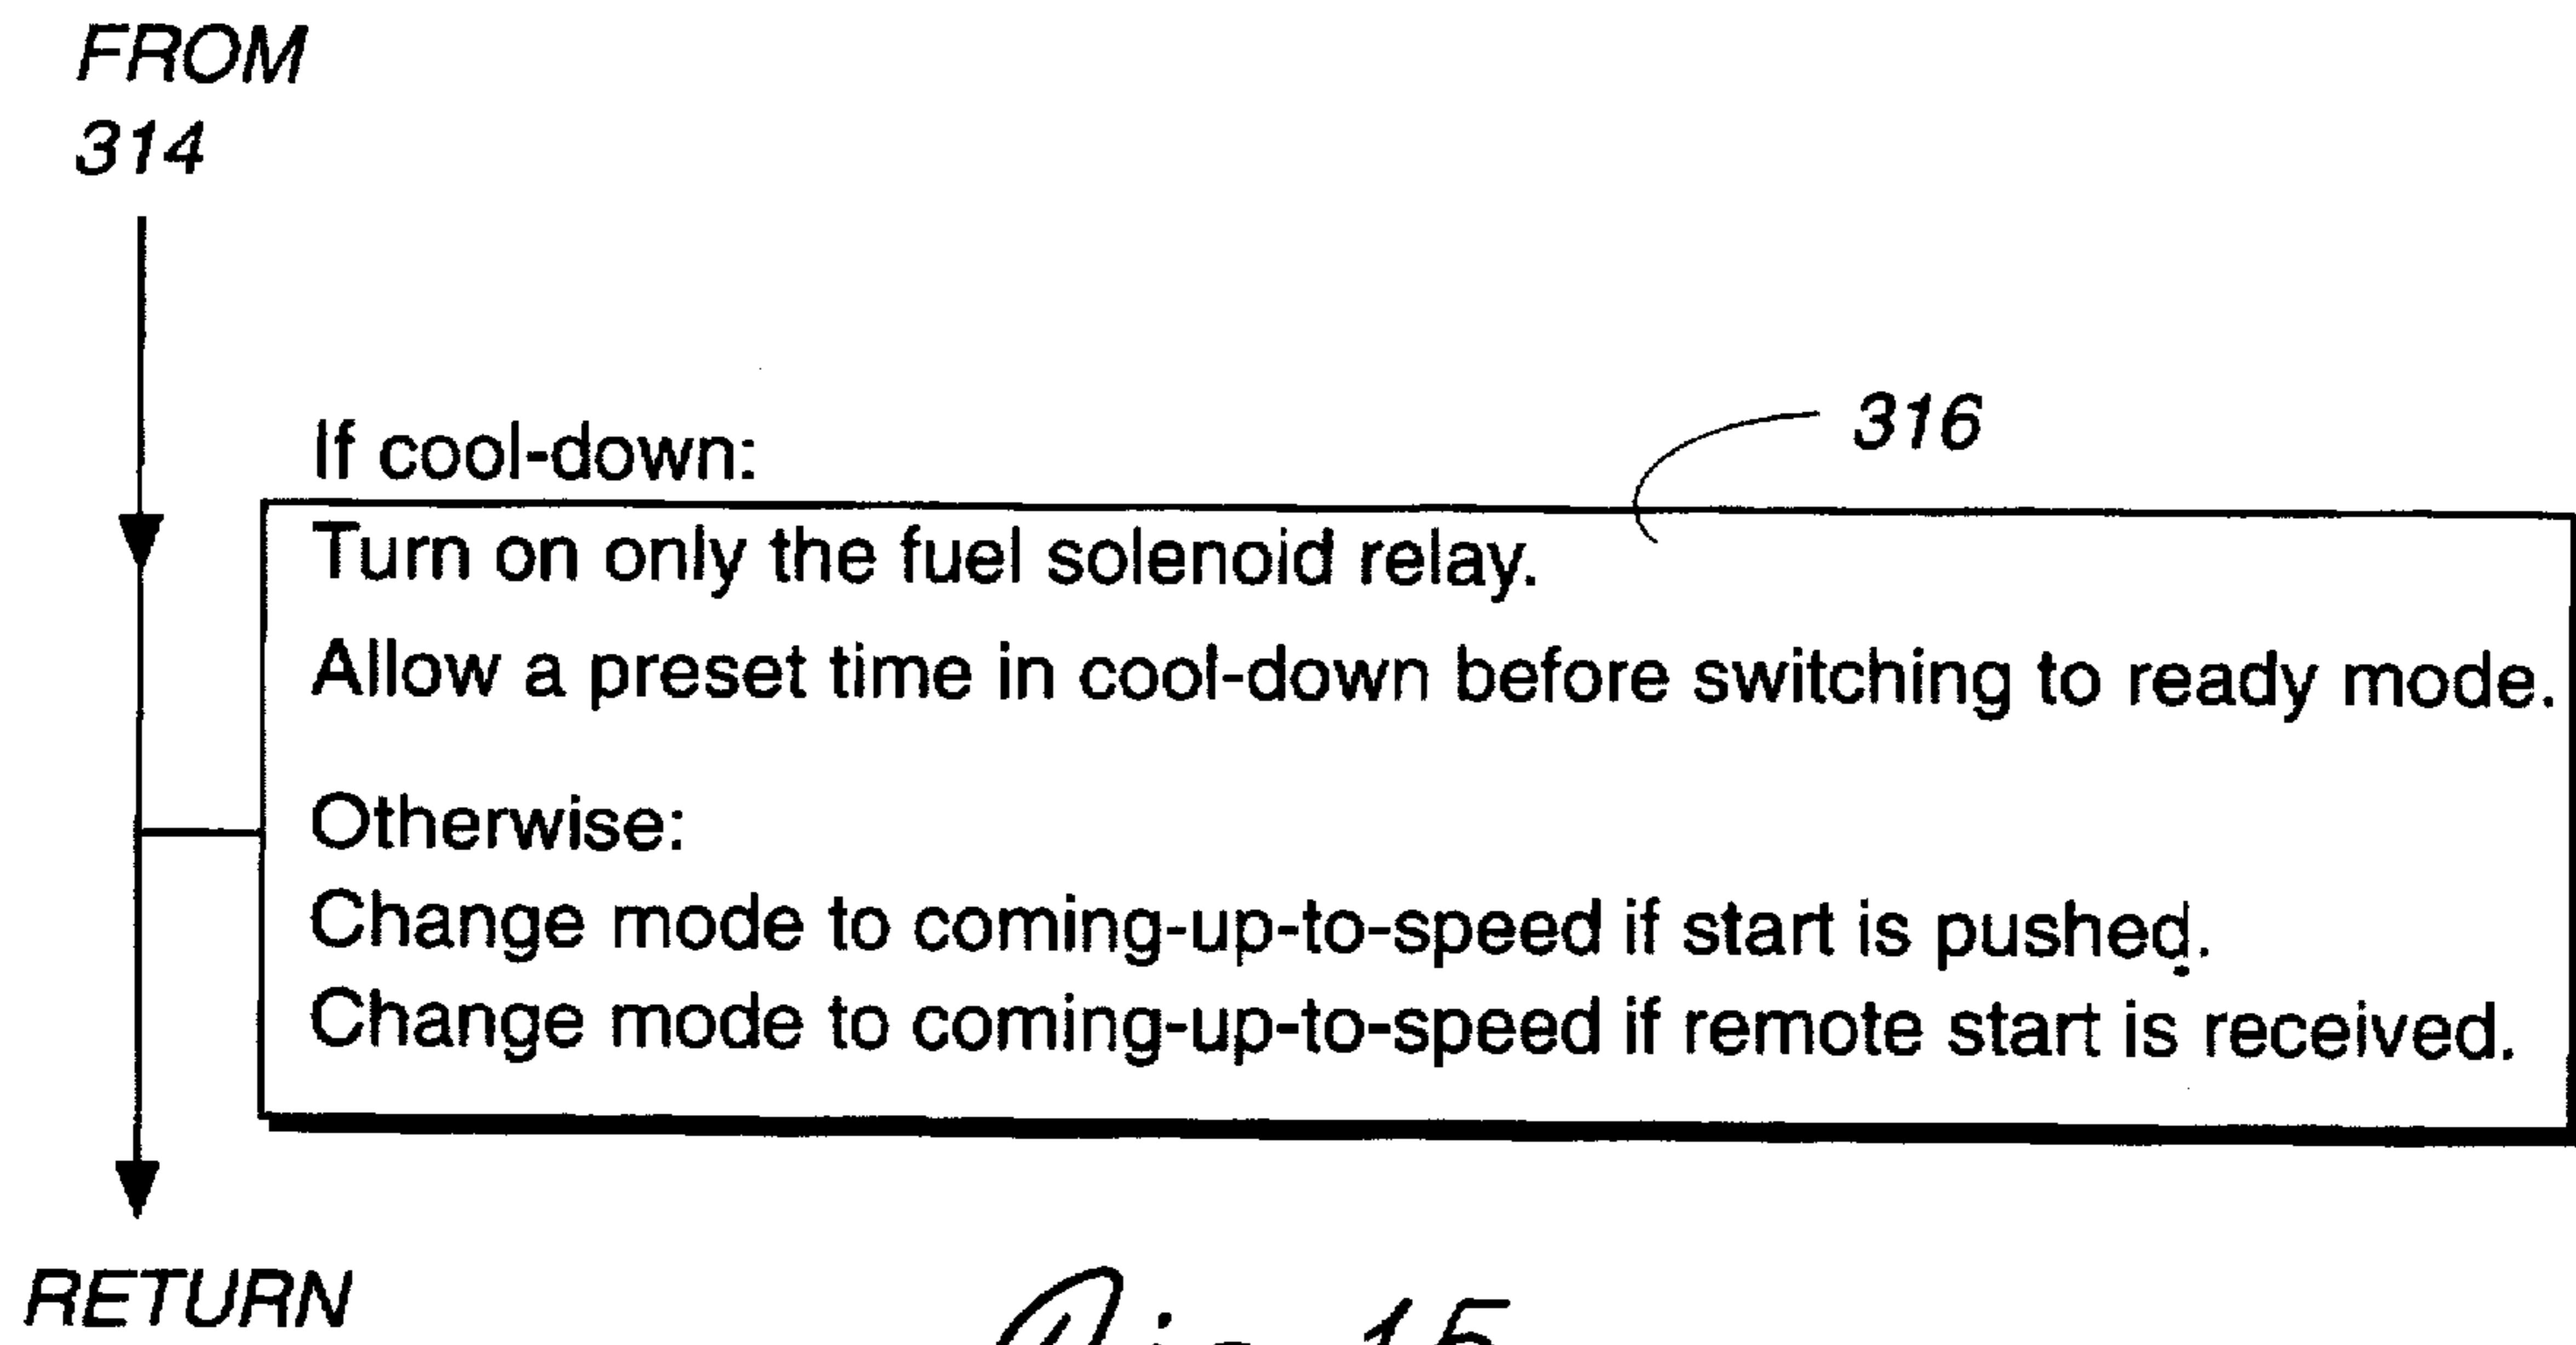 FROM
314
If cool-down:
316
Turn on only the fuel solenoid relay.
Allow a preset time in cool-down before switching to ready mode.
Otherwise:
Change mode to coming-up-to-speed if start is pushed.
Change mode to coming-up-to-speed if remote start is received.
RETURN